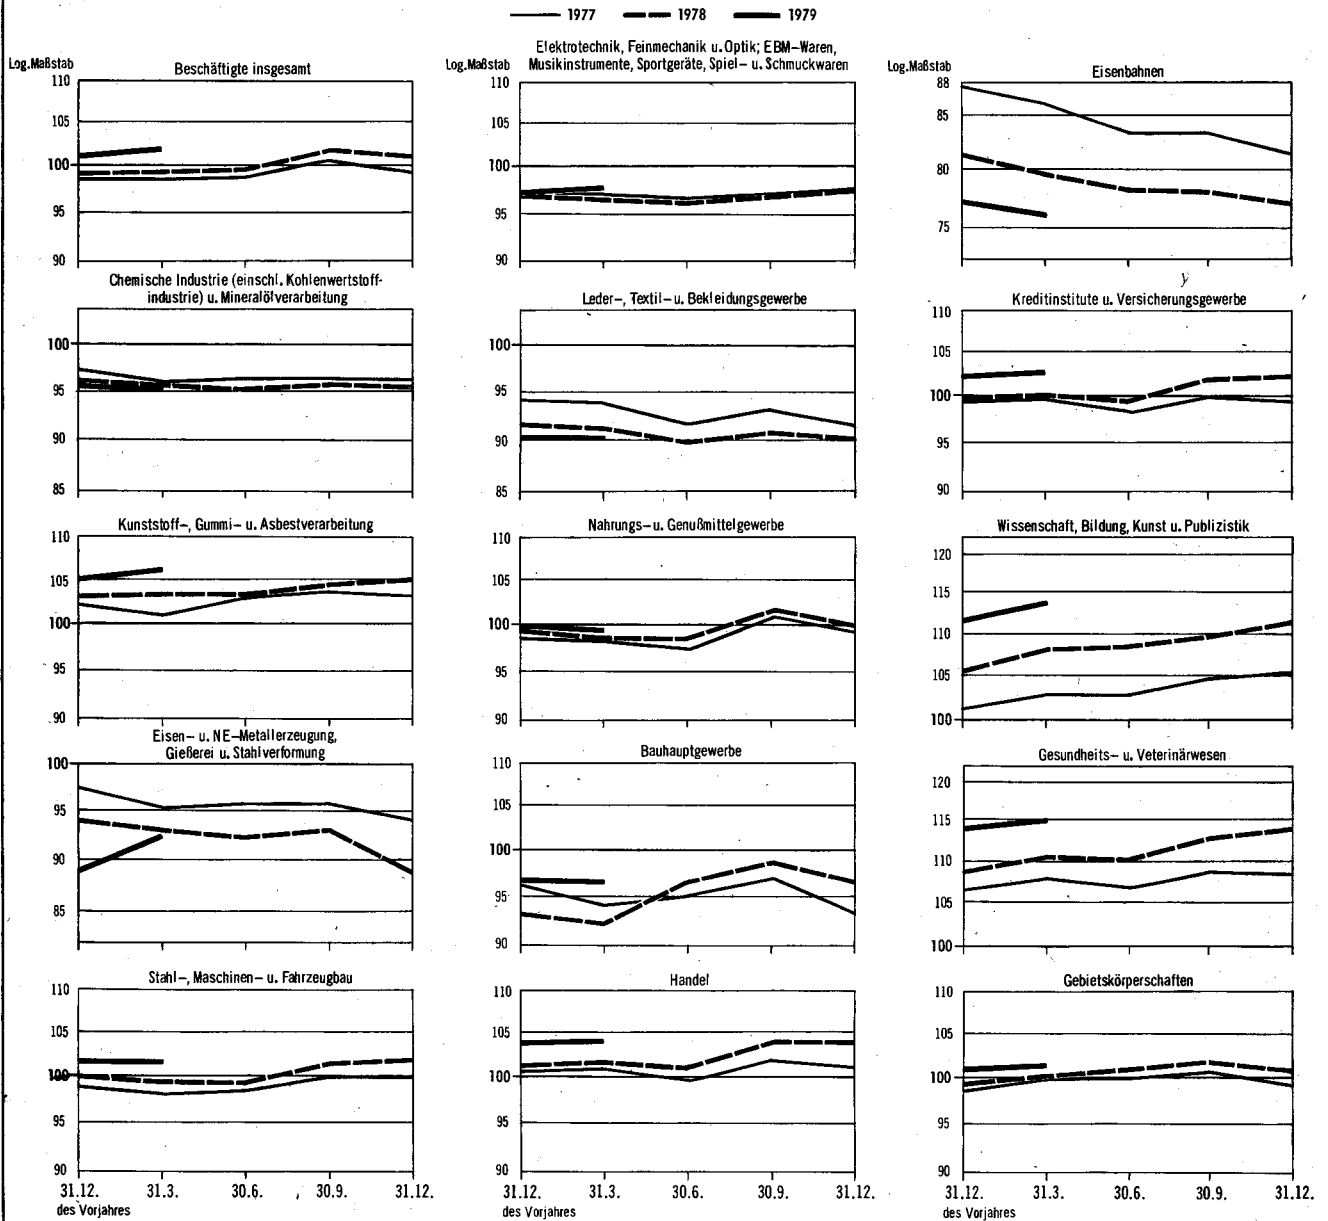 1977 1978 1979
Log.Maßstab
Beschäftigte insgesamt
110
105
100
95
90
Log.Maßstab
Elektrotechnik, Feinmechanik u. Optik; EBM-Waren,
Musikinstrumente, Sportgeräte, Spiel- u. Schmuckwaren
110
105
100
95
90
Log.Maßstab
Eisenbahnen
88
85
80
75
Chemische Industrie (einschl. Kohlenwertstoff-
industrie) u. Mineralölverarbeitung
100
95
90
85
Leder-, Textil- u. Bekleidungsgewerbe
100
95
90
85
Kreditinstitute u. Versicherungsgewerbe
110
105
100
95
90
Kunststoff-, Gummi- u. Asbestverarbeitung
110
105
100
95
90
Nahrungs- u. Genußmittelgewerbe
110
105
100
95
90
Wissenschaft, Bildung, Kunst u. Publizistik
120
115
110
105
100
Eisen- u. NE-Metallerzeugung,
Gießerei u. Stahlverformung
100
95
90
85
Bauhauptgewerbe
110
105
100
95
90
Gesundheits- u. Veterinärwesen
120
115
110
105
100
Stahl-, Maschinen- u. Fahrzeugbau
110
105
100
95
90
31.12. 31.3. 30.6. 30.9. 31.12.
des Vorjahres
Handel
110
105
100
95
90
31.12. 31.3. 30.6. 30.9. 31.12.
des Vorjahres
Gebietskörperschaften
110
105
100
95
90
31.12. 31.3. 30.6. 30.9. 31.12.
des Vorjahres